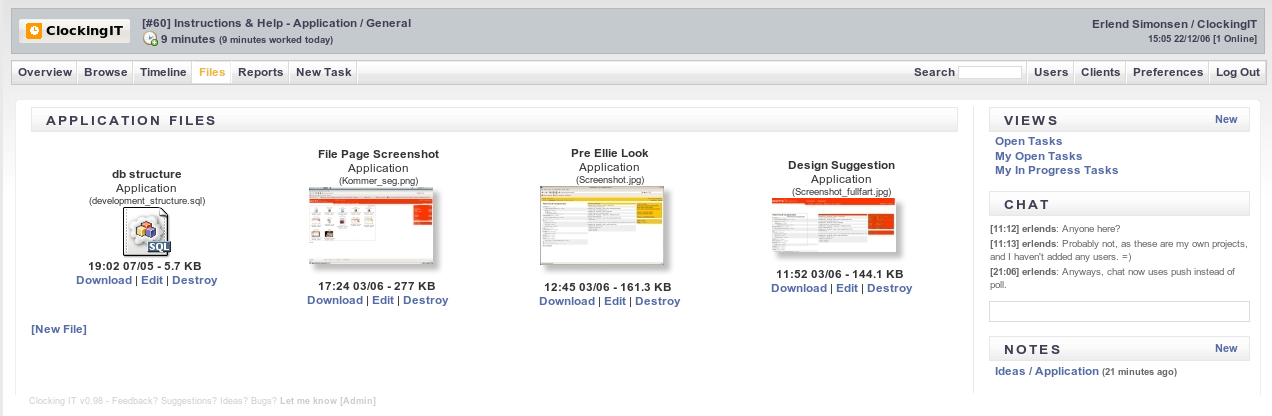 ClockingIT
[#60] Instructions & Help - Application / General
9 minutes (9 minutes worked today)
Erlend Simonsen / ClockingIT
15:05 22/12/06 [1 Online]
Overview Browse Timeline Files Reports New Task Search Users Clients Preferences Log Out
APPLICATION FILES
db structure
Application
(development_structure.sql)
SQL
19:02 07/05 - 5.7 KB
Download | Edit | Destroy
File Page Screenshot
Application
(Kommer_seg.png)
17:24 03/06 - 277 KB
Download | Edit | Destroy
Pre Ellie Look
Application
(Screenshot.jpg)
12:45 03/06 - 161.3 KB
Download | Edit | Destroy
Design Suggestion
Application
(Screenshot_fullfart.jpg)
11:52 03/06 - 144.1 KB
Download | Edit | Destroy
[New File]
VIEWS New
Open Tasks
My Open Tasks
My In Progress Tasks
CHAT
[11:12] erlends: Anyone here?
[11:13] erlends: Probably not, as these are my own projects,
and I haven't added any users. =)
[21:06] erlends: Anyways, chat now uses push instead of
poll.
NOTES New
Ideas / Application (21 minutes ago)
Clocking IT v0.98 - Feedback? Suggestions? Ideas? Bugs? Let me know [Admin]